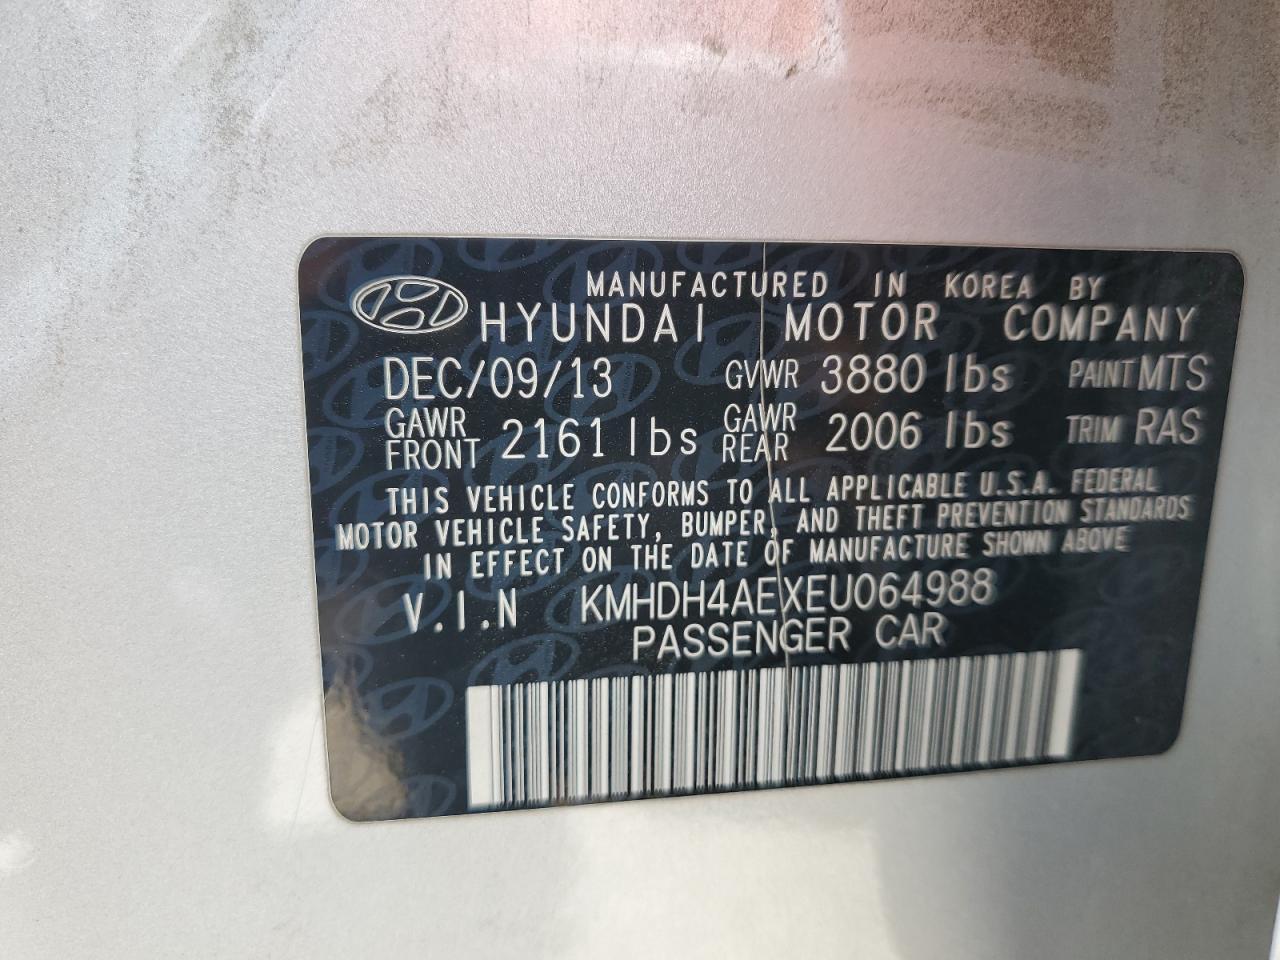 MANUFACTURED IN KOREA BY
HYUNDAI MOTOR COMPANY
DEC/09/13 GVWR 3880 lbs PAINT MTS
GAWR FRONT 2161 lbs GAWR REAR 2006 lbs TRIM RAS
THIS VEHICLE CONFORMS TO ALL APPLICABLE U.S.A. FEDERAL
MOTOR VEHICLE SAFETY, BUMPER, AND THEFT PREVENTION STANDARDS
IN EFFECT ON THE DATE OF MANUFACTURE SHOWN ABOVE
V.I.N KMHDH4AEXEU064988
PASSENGER CAR